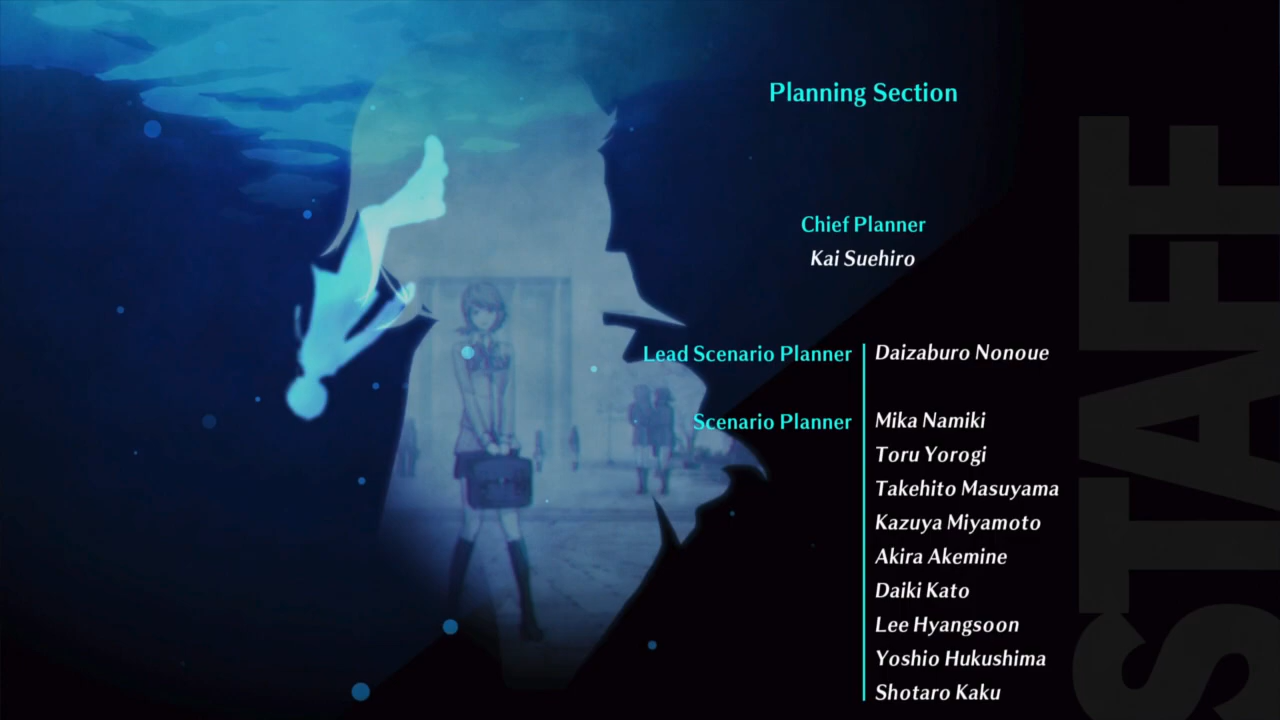 Planning Section
Chief Planner
Kai Suehiro
Lead Scenario Planner Daizaburo Nonoue
Scenario Planner Mika Namiki
Toru Yorogi
Takehito Masuyama
Kazuya Miyamoto
Akira Akemine
Daiki Kato
Lee Hyangsoon
Yoshio Hukushima
Shotaro Kaku
STAFF